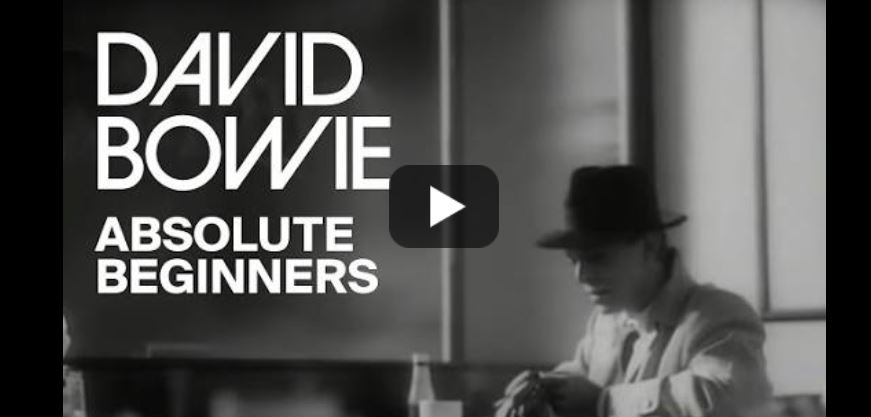 DAVID
BOWIE
ABSOLUTE
BEGINNERS